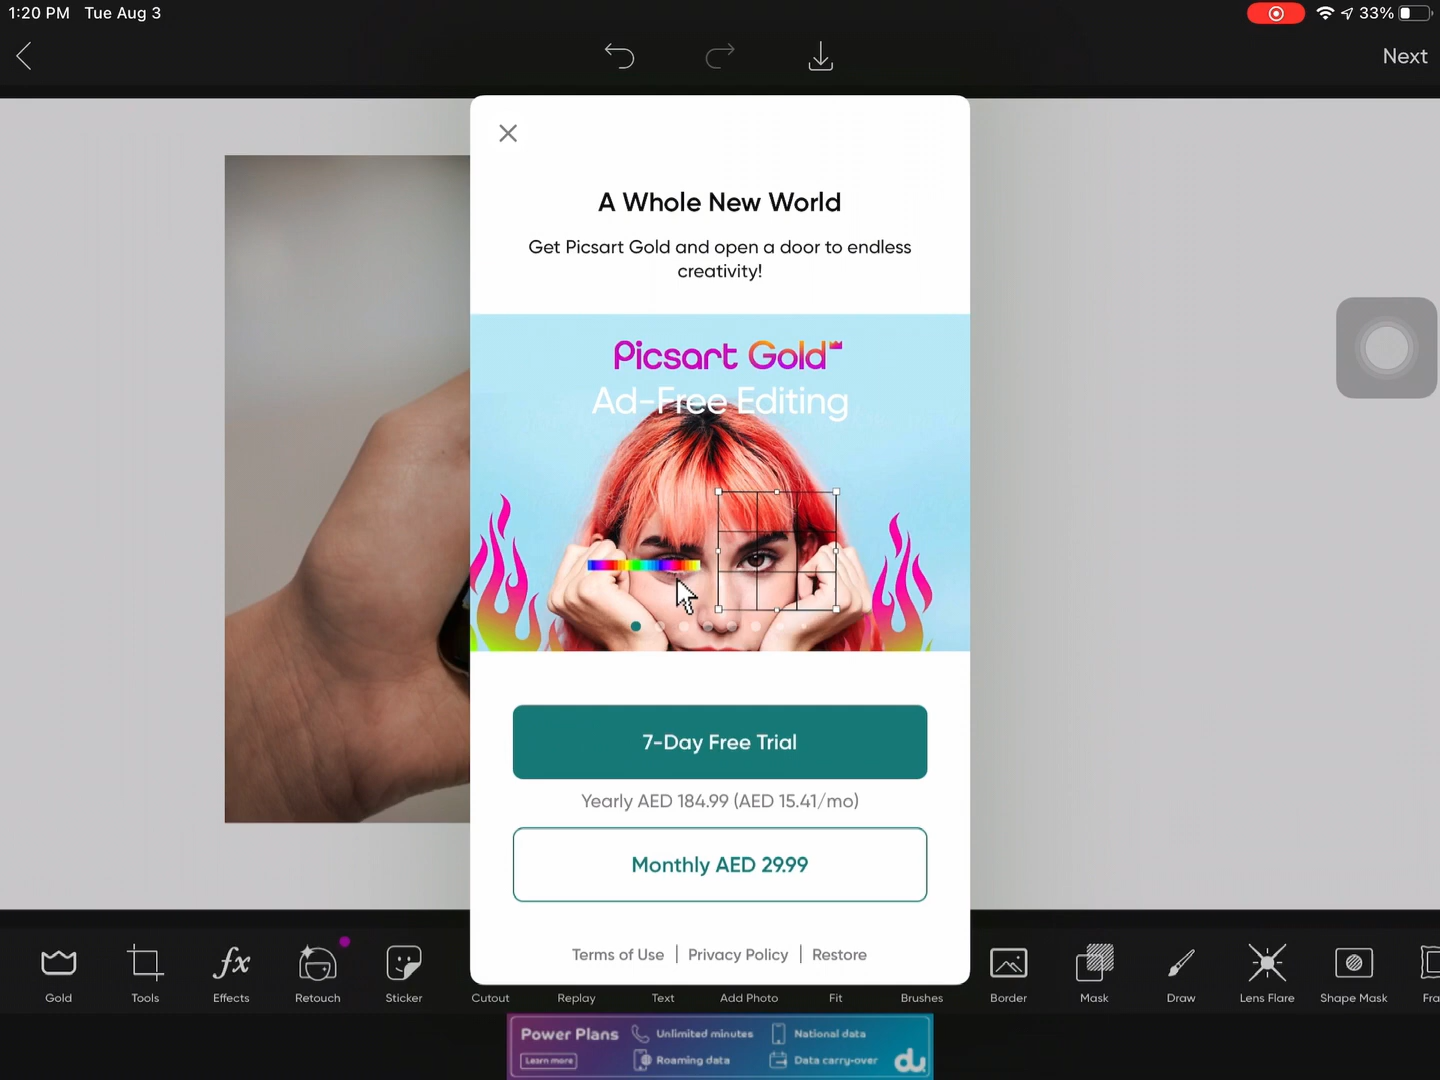 1:20 PM Tue Aug 3
33%
Next
A Whole New World
Get Picsart Gold and open a door to endless
creativity!
Picsart Gold
Ad-Free Editing
7-Day Free Trial
Yearly AED 184.99 (AED 15.41/mo)
Monthly AED 29.99
Terms of Use | Privacy Policy | Restore
Gold
Tools
fx
Effects
Retouch
Sticker
Cutout
Replay
Text
Add Photo
Fit
Brushes
Border
Mask
Draw
Lens Flare
Shape Mask
Fra
Power Plans
Learn more
Unlimited minutes
National data
Roaming data
Data carry-over
du